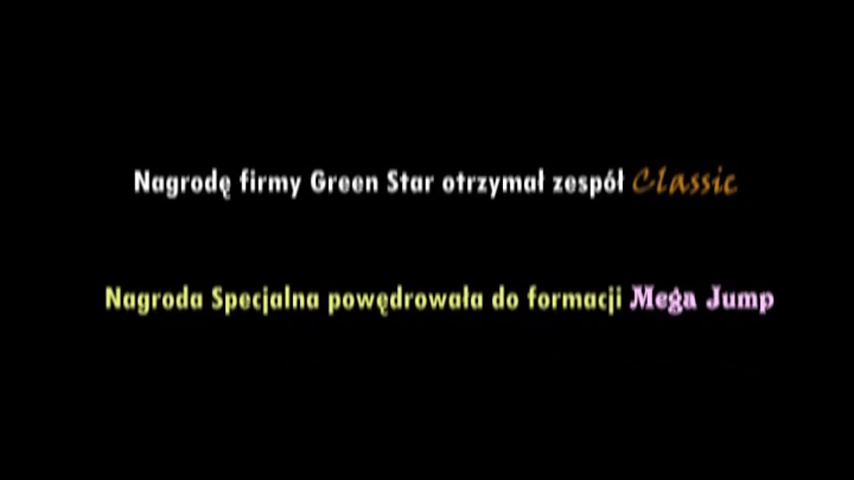 Nagrodę firmy Green Star otrzymał zespół Classic
Nagroda Specjalna powędrowała do formacji Mega Jump